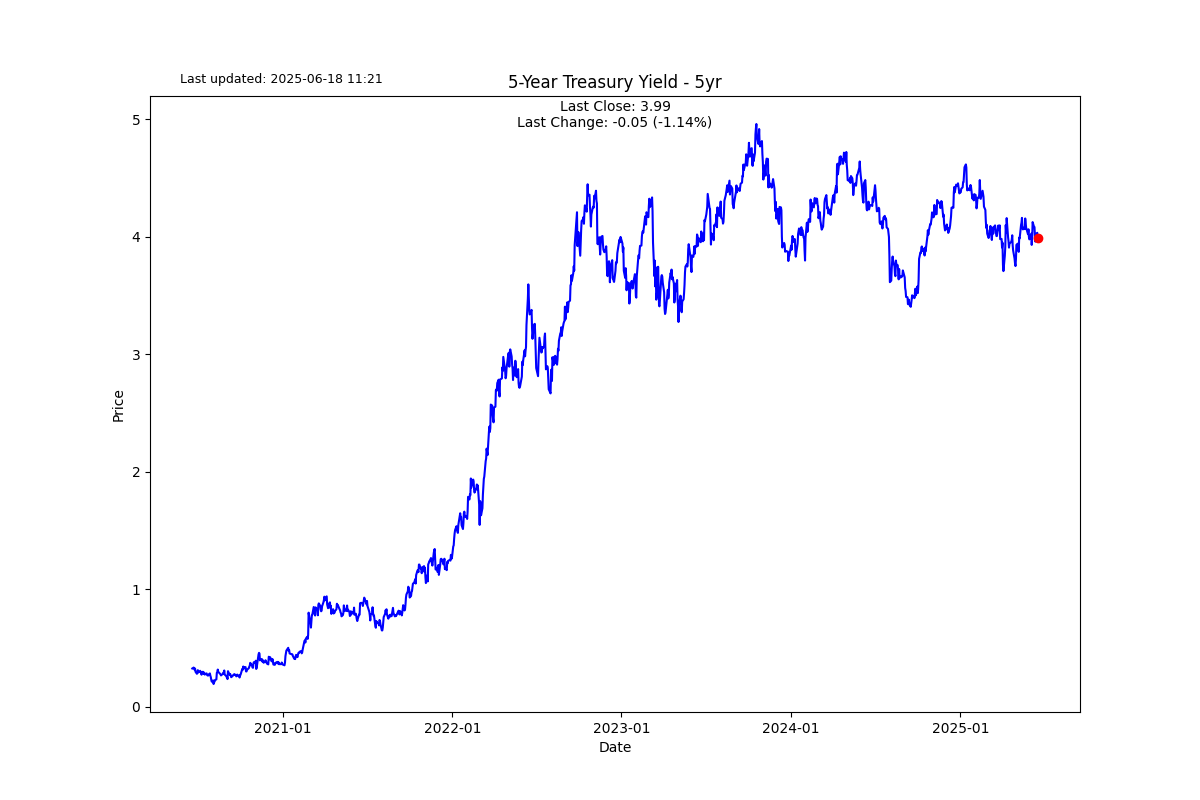 Last updated: 2025-06-18 11:21
5-Year Treasury Yield - 5yr
Last Close: 3.99
Last Change: -0.05 (-1.14%)
5
4
3
2
1
0
Price
2021-01
2022-01
2023-01
2024-01
2025-01
Date